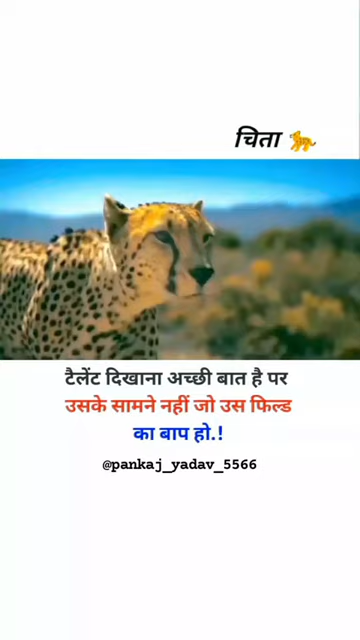 चिता 🐆
टैलेंट दिखाना अच्छी बात है पर
उसके सामने नहीं जो उस फिल्ड
का बाप हो.!
@pankaj_yadav_5566